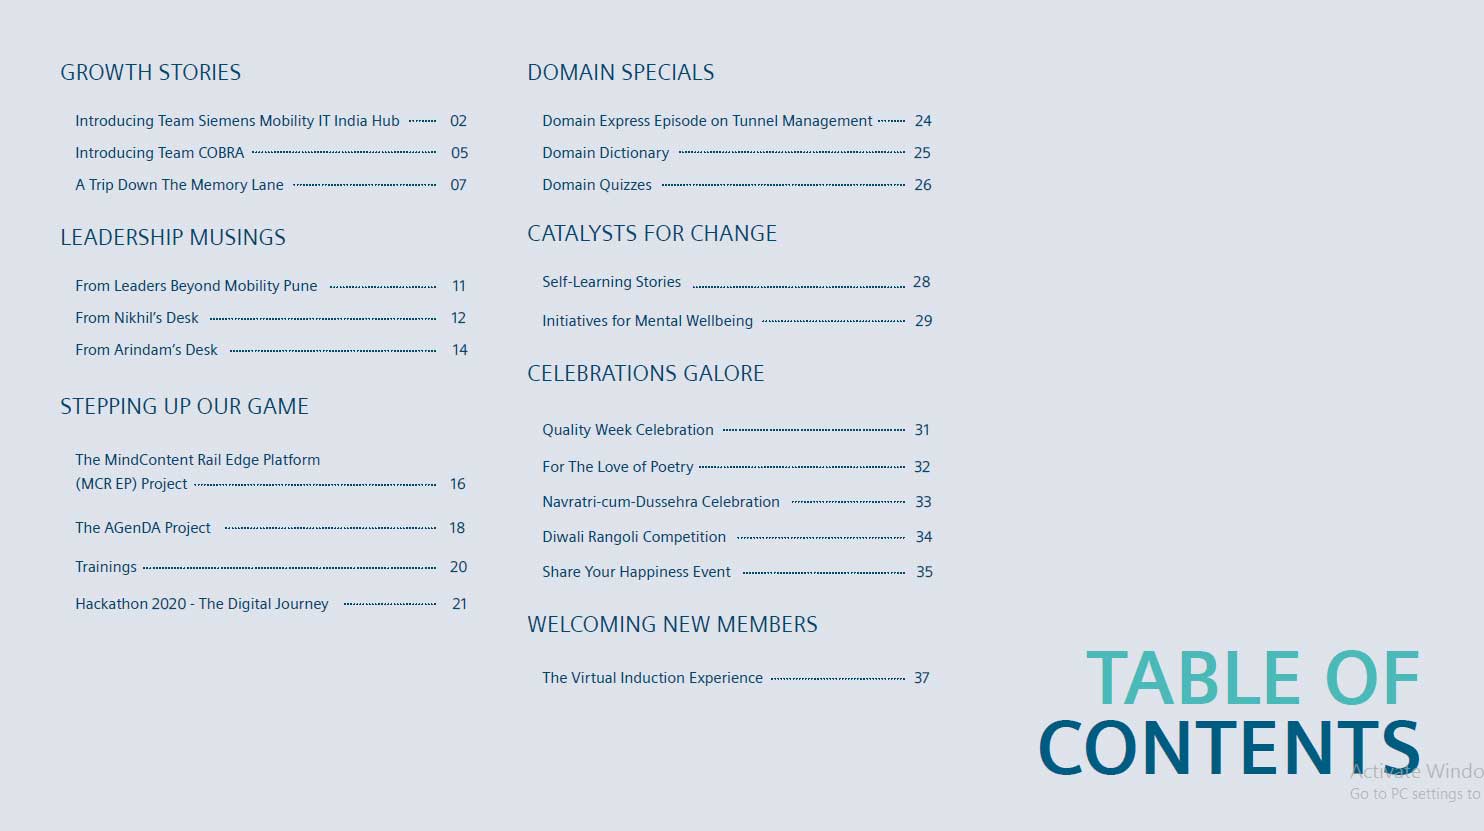 GROWTH STORIES
Introducing Team Siemens Mobility IT India Hub 02
Introducing Team COBRA 05
A Trip Down The Memory Lane 07
LEADERSHIP MUSINGS
From Leaders Beyond Mobility Pune 11
From Nikhil's Desk 12
From Arindam's Desk 14
STEPPING UP OUR GAME
The MindContent Rail Edge Platform
(MCR EP) Project 16
The AGenDA Project 18
Trainings 20
Hackathon 2020 - The Digital Journey 21
DOMAIN SPECIALS
Domain Express Episode on Tunnel Management 24
Domain Dictionary 25
Domain Quizzes 26
CATALYSTS FOR CHANGE
Self-Learning Stories 28
Initiatives for Mental Wellbeing 29
CELEBRATIONS GALORE
Quality Week Celebration 31
For The Love of Poetry 32
Navratri-cum-Dussehra Celebration 33
Diwali Rangoli Competition 34
Share Your Happiness Event 35
WELCOMING NEW MEMBERS
The Virtual Induction Experience 37
TABLE OF
CONTENTS
Activate Windo
Go to PC settings to